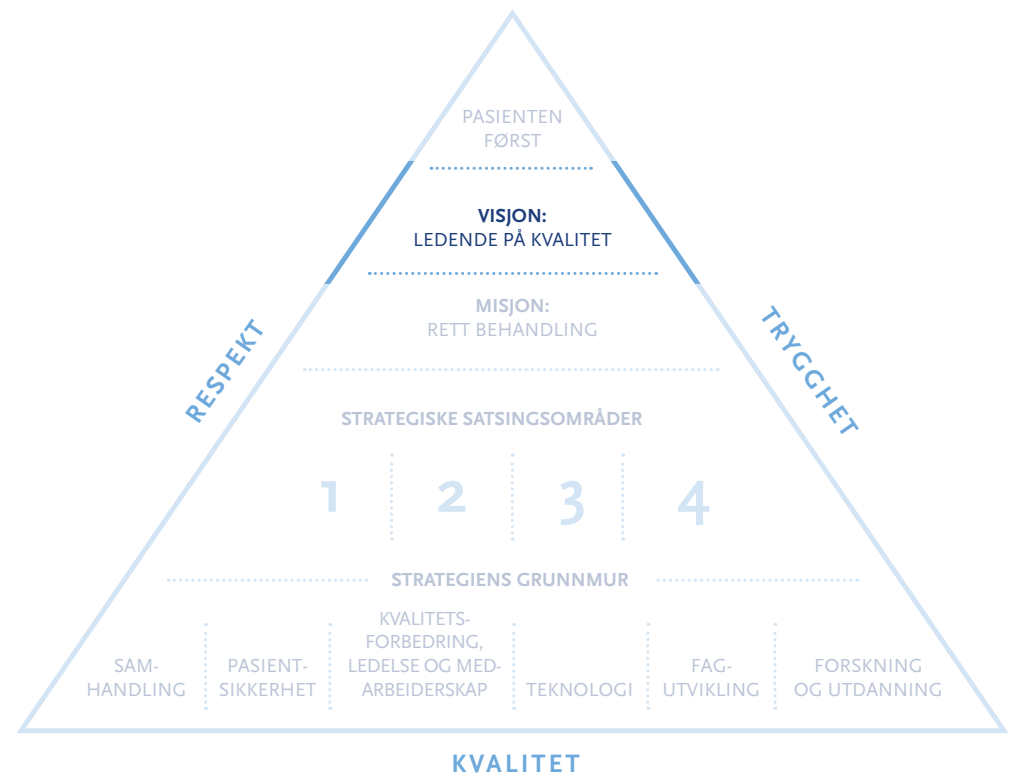 PASIENTEN
FØRST
VISJON:
LEDENDE PÅ KVALITET
MISJON:
RETT BEHANDLING
RESPEKT
TRYGGHET
STRATEGISKE SATSINGSOMRÅDER
1 2 3 4
STRATEGIENS GRUNNMUR
SAM-
HANDLING
PASIENT-
SIKKERHET
KVALITETS-
FORBEDRING,
LEDELSE OG MED-
ARBEIDERSKAP
TEKNOLOGI
FAG-
UTVIKLING
FORSKNING
OG UTDANNING
KVALITET